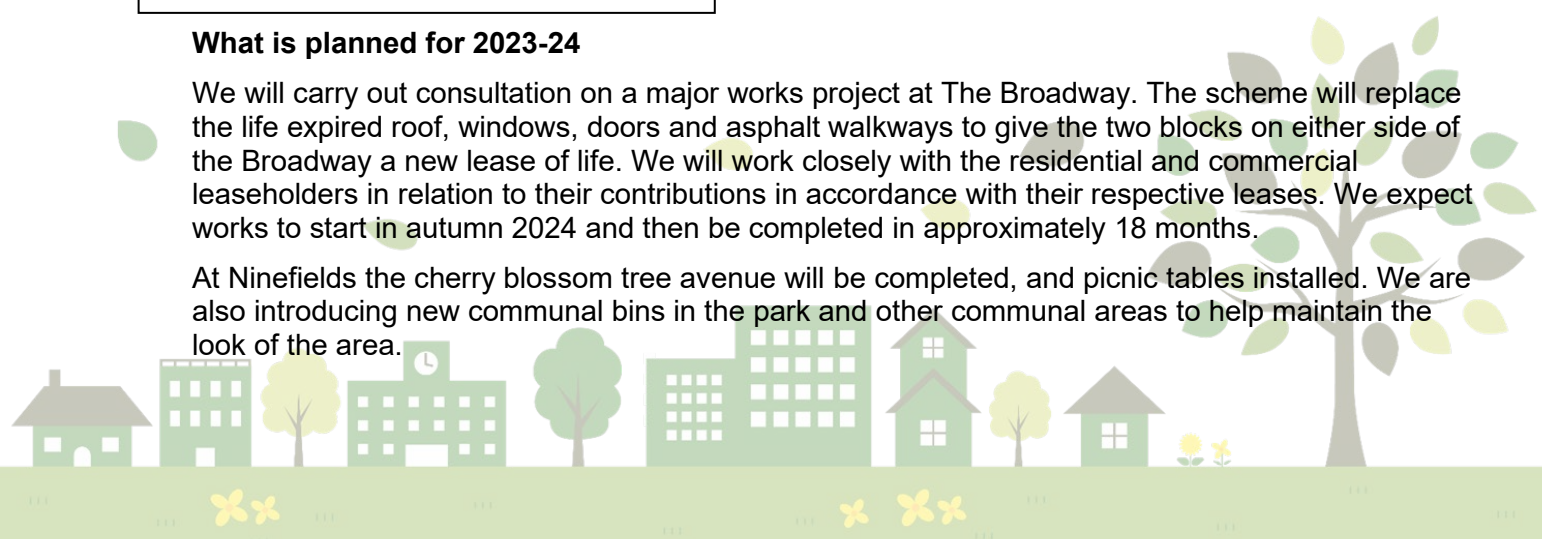 What is planned for 2023-24
We will carry out consultation on a major works project at The Broadway. The scheme will replace
the life expired roof, windows, doors and asphalt walkways to give the two blocks on either side of
the Broadway a new lease of life. We will work closely with the residential and commercial
leaseholders in relation to their contributions in accordance with their respective leases. We expect
works to start in autumn 2024 and then be completed in approximately 18 months.
At Ninefields the cherry blossom tree avenue will be completed, and picnic tables installed. We are
also introducing new communal bins in the park and other communal areas to help maintain the
look of the area.